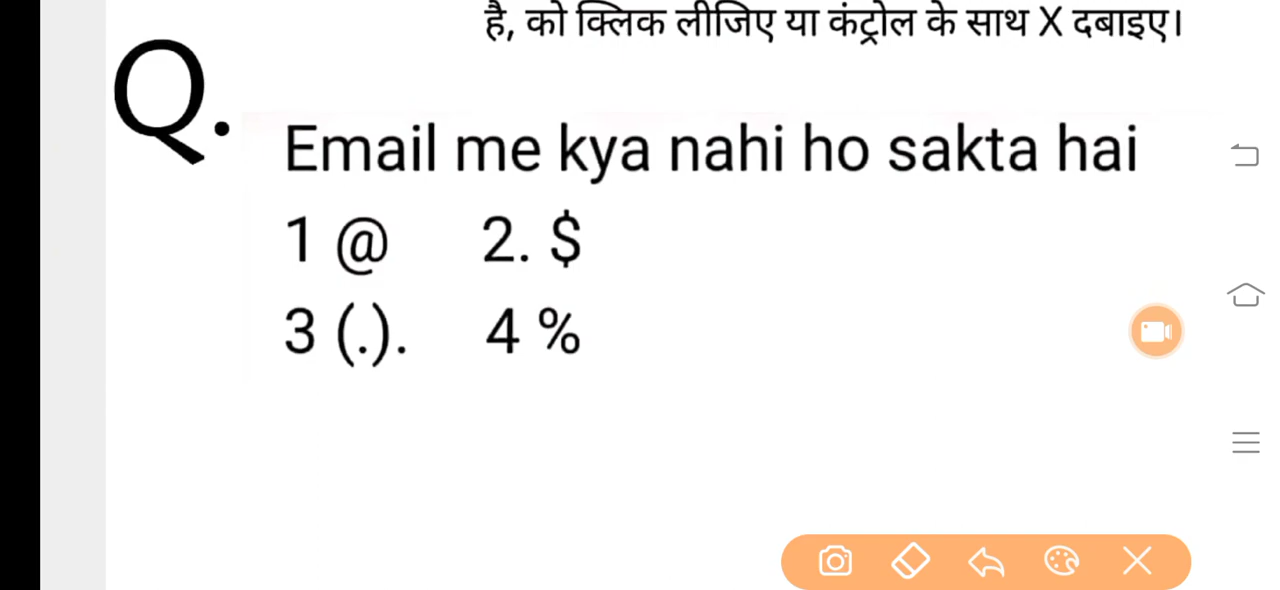 है, को क्लिक लीजिए या कंट्रोल के साथ X दबाइए।
Q.
Email me kya nahi ho sakta hai
1 @ 2. $
3 (.). 4 %